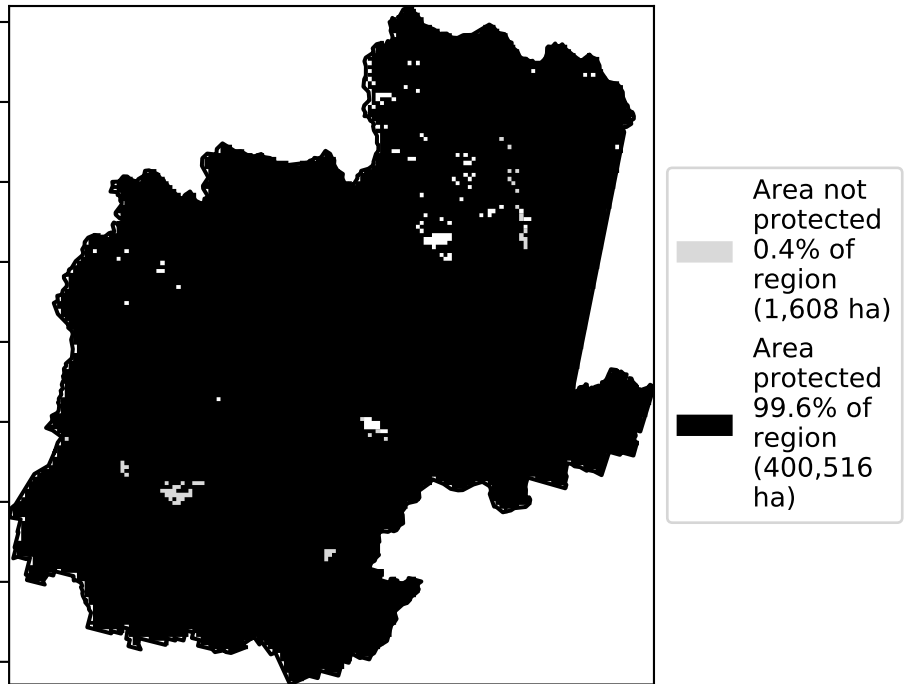 Area not
protected
0.4% of
region
(1,608 ha)
Area
protected
99.6% of
region
(400,516
ha)